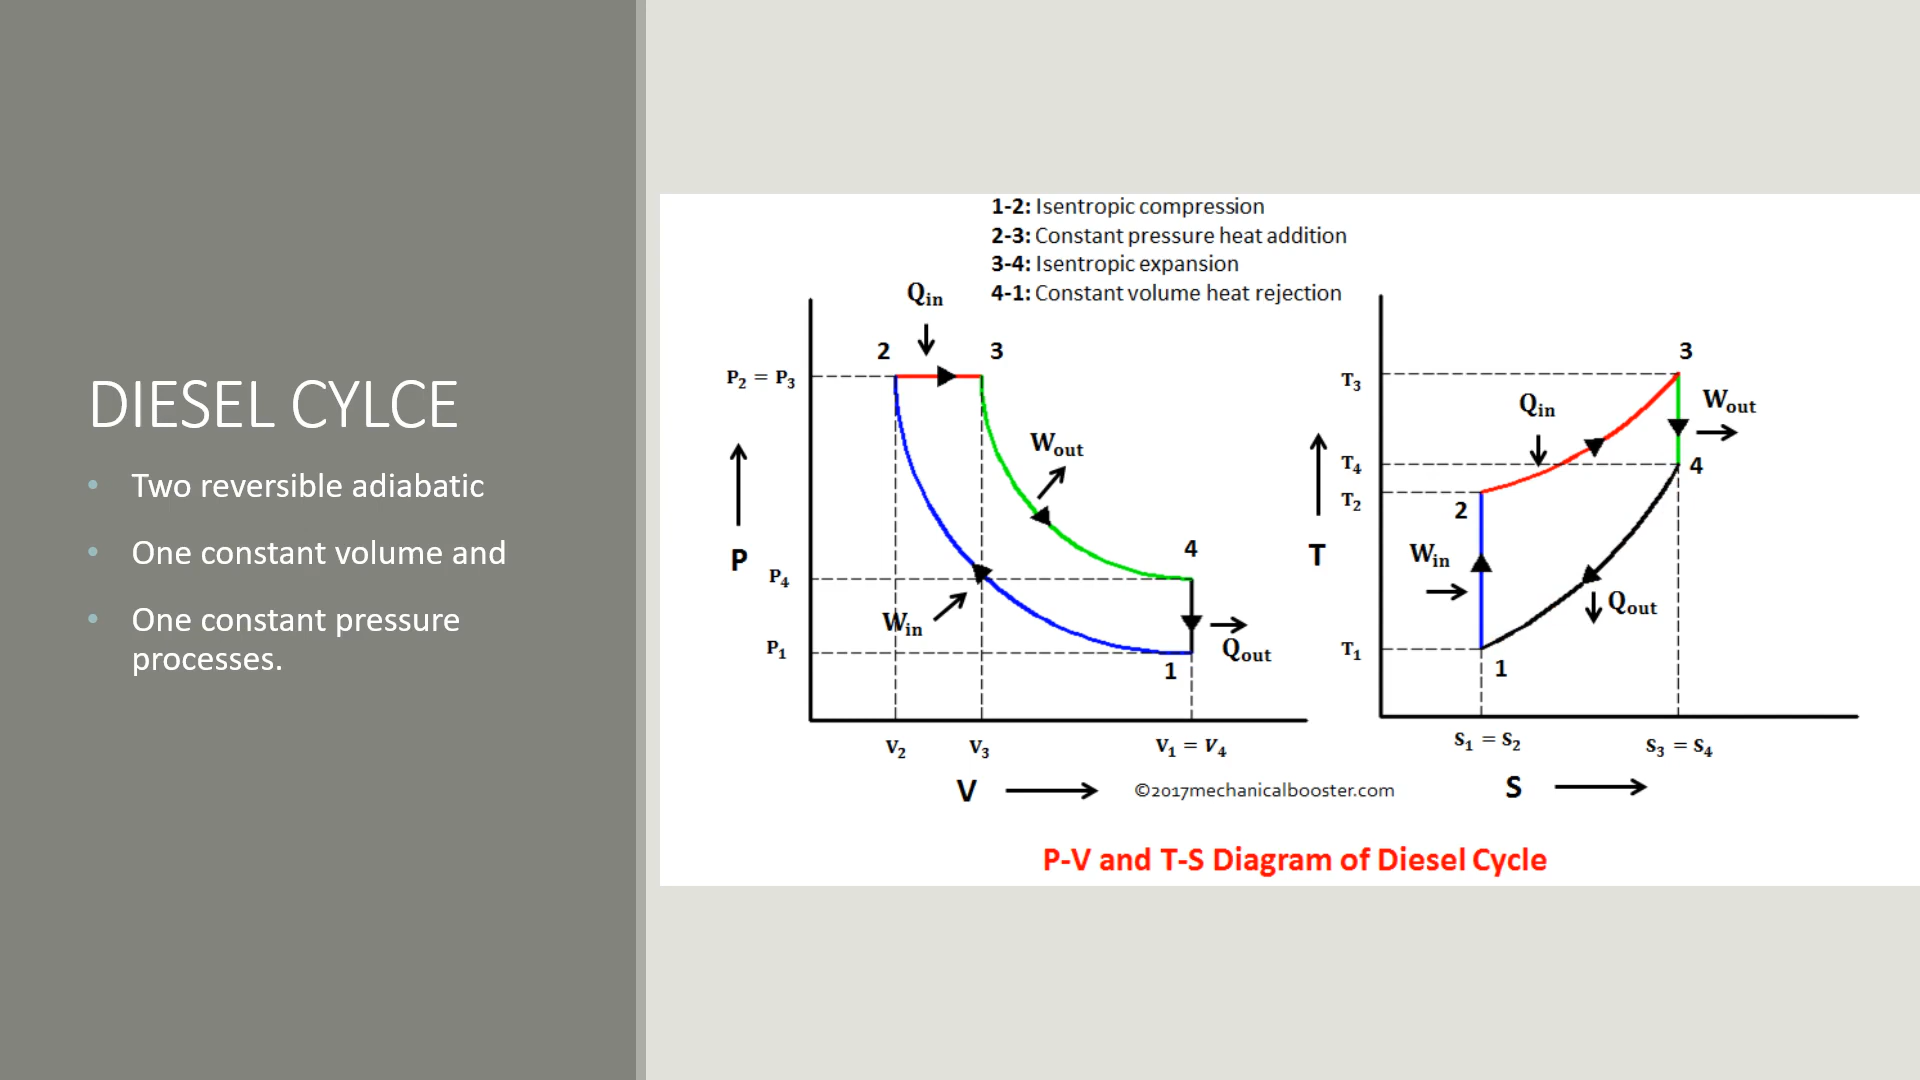 DIESEL CYLCE
• Two reversible adiabatic
• One constant volume and
• One constant pressure
processes.
1-2: Isentropic compression
2-3: Constant pressure heat addition
3-4: Isentropic expansion
4-1: Constant volume heat rejection
Qin
2
3
P2 = P3
Wout
P
4
P4
Win
P1
Qout
1
V2
V3
V1 = V4
V
3
T3
Qin
Wout
T4
4
T2
2
T
Win
Qout
T1
1
S1 = S2
S3 = S4
S
©2017mechanicalbooster.com
P-V and T-S Diagram of Diesel Cycle